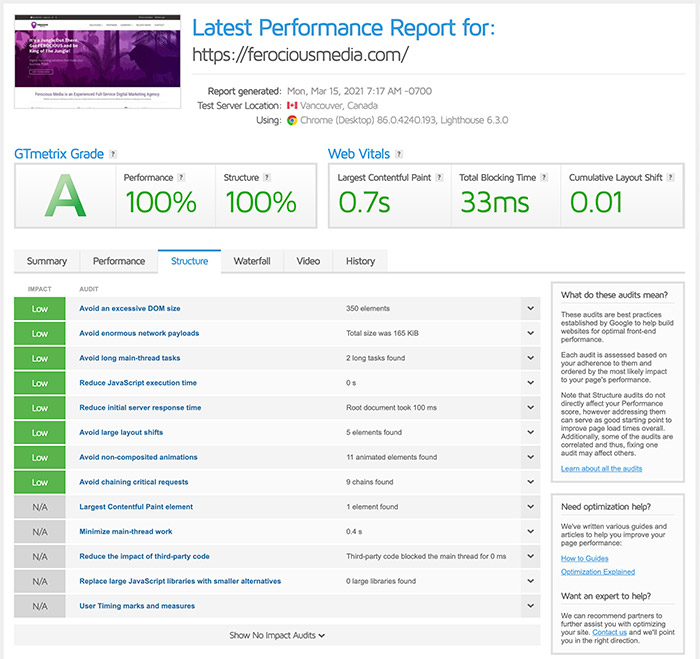 It's a Jungle Out There.
Get FEROCIOUS and be
King of The Jungle!
Ferocious Media is an Experienced Full-Service Digital Marketing Agency
Latest Performance Report for:
https://ferociousmedia.com/
Report generated: Mon, Mar 15, 2021 7:17 AM -0700
Test Server Location: Vancouver, Canada
Using: Chrome (Desktop) 86.0.4240.193, Lighthouse 6.3.0
GTmetrix Grade ?
A
Performance ?
100%
Structure ?
100%
Web Vitals ?
Largest Contentful Paint ?
0.7s
Total Blocking Time ?
33ms
Cumulative Layout Shift ?
0.01
Summary Performance Structure Waterfall Video History
IMPACT AUDIT
Low Avoid an excessive DOM size 350 elements
Low Avoid enormous network payloads Total size was 165 KiB
Low Avoid long main-thread tasks 2 long tasks found
Low Reduce JavaScript execution time 0 s
Low Reduce initial server response time Root document took 100 ms
Low Avoid large layout shifts 5 elements found
Low Avoid non-composited animations 11 animated elements found
Low Avoid chaining critical requests 9 chains found
N/A Largest Contentful Paint element 1 element found
N/A Minimize main-thread work 0.4 s
N/A Reduce the impact of third-party code Third-party code blocked the main thread for 0 ms
N/A Replace large JavaScript libraries with smaller alternatives 0 large libraries found
N/A User Timing marks and measures
Show No Impact Audits
What do these audits mean?
These audits are best practices
established by Google to help build
websites for optimal front-end
performance.
Each audit is assessed based on
your adherence to them and
ordered by the most likely impact
to your page's performance.
Note that Structure audits do not
directly affect your Performance
score, however addressing them
can serve as good starting point to
improve page load times overall.
Additionally, some of the audits are
correlated and thus, fixing one
audit may affect others.
Learn about all the audits
Need optimization help?
We've written various guides and
articles to help you improve your
page performance:
How to Guides
Optimization Explained
Want an expert to help?
We can recommend partners to
further assist you with optimizing
your site. Contact us and we'll point
you in the right direction.